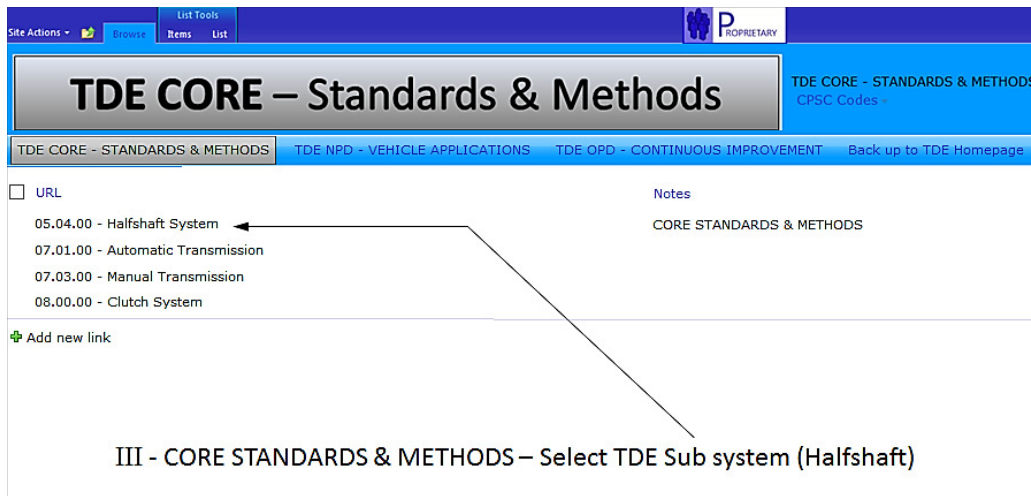 List Tools
Site Actions Browse Items List
PROPRIETARY
TDE CORE – Standards & Methods
TDE CORE - STANDARDS & METHODS
CPSC Codes
TDE CORE - STANDARDS & METHODS TDE NPD - VEHICLE APPLICATIONS TDE OPD - CONTINUOUS IMPROVEMENT Back up to TDE Homepage
URL Notes
05.04.00 - Halfshaft System CORE STANDARDS & METHODS
07.01.00 - Automatic Transmission
07.03.00 - Manual Transmission
08.00.00 - Clutch System
Add new link
III - CORE STANDARDS & METHODS – Select TDE Sub system (Halfshaft)